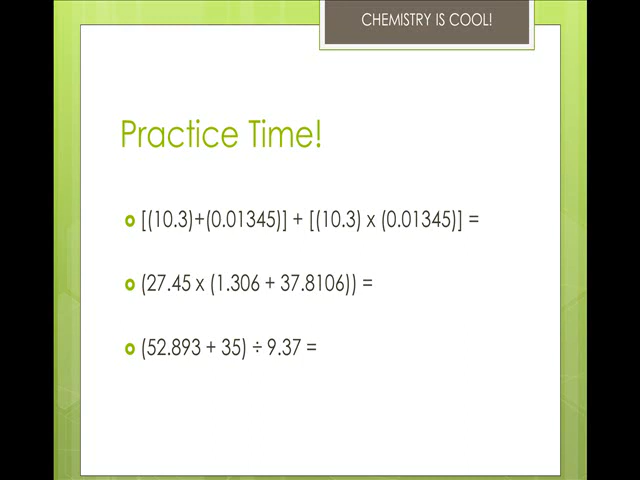 CHEMISTRY IS COOL!
Practice Time!
[(10.3)+(0.01345)] + [(10.3) x (0.01345)] =
(27.45 x (1.306 + 37.8106)) =
(52.893 + 35) ÷ 9.37 =